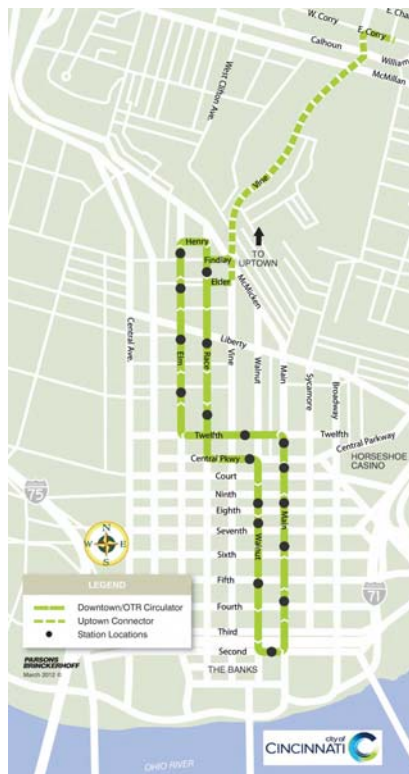 W. Corry
E. Cha
E. Corry
Calhoun
William
McMillan
West Clifton Ave.
Vine
TO
UPTOWN
Henry
Findlay
Elder
McMicken
Central Ave.
Liberty
Elm
Race
Vine
Walnut
Main
Sycamore
Broadway
Twelfth
Twelfth
Central Parkway
Central Pkwy
HORSESHOE
CASINO
Court
Ninth
Eighth
Seventh
Sixth
Fifth
Fourth
Third
Second
Walnut
Main
75
71
N
W
E
S
LEGEND
Downtown/OTR Circulator
Uptown Connector
Station Locations
PARSONS
BRINCKERHOFF
March 2012 ©
THE BANKS
OHIO RIVER
city of
CINCINNATI